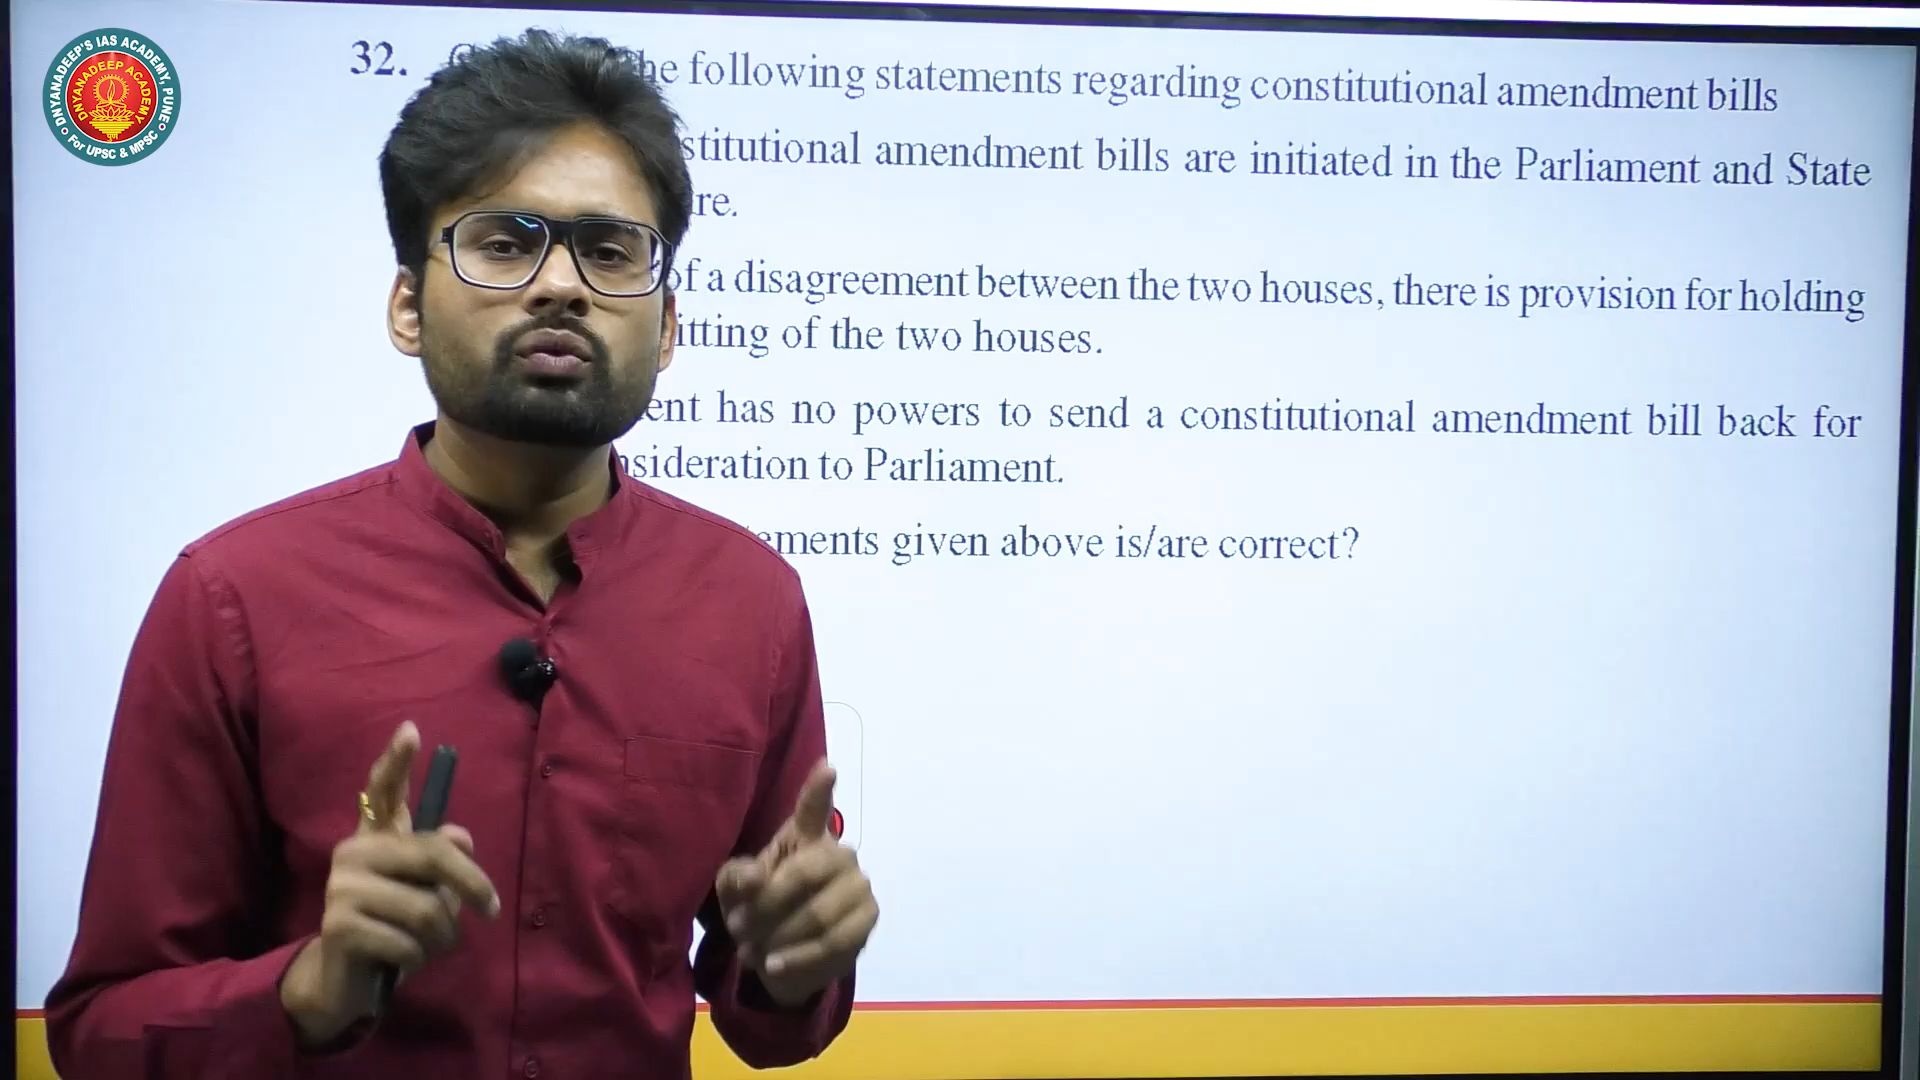 DNYANADEEP'S IAS ACADEMY, PUNE
DNYANADEEP ACADEMY
पुणे
For UPSC & MPSC
32. he following statements regarding constitutional amendment bills
stitutional amendment bills are initiated in the Parliament and State
re.
of a disagreement between the two houses, there is provision for holding
itting of the two houses.
ent has no powers to send a constitutional amendment bill back for
nsideration to Parliament.
ements given above is/are correct?